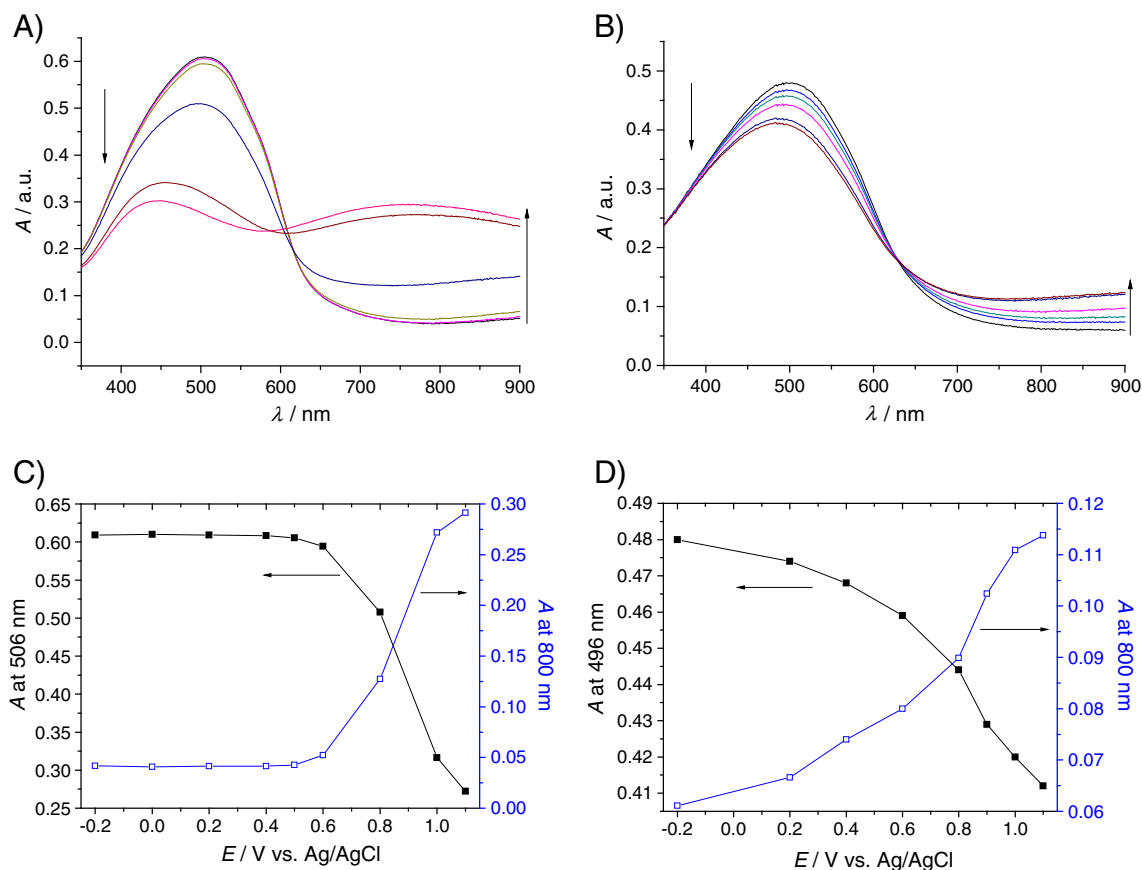 A)
0.6
0.5
0.4
0.3
0.2
0.1
0.0
A / a.u.
400 500 600 700 800 900
λ / nm
B)
0.5
0.4
0.3
0.2
0.1
0.0
A / a.u.
400 500 600 700 800 900
λ / nm
C)
0.65
0.60
0.55
0.50
0.45
0.40
0.35
0.30
0.25
A at 506 nm
0.30
0.25
0.20
0.15
0.10
0.05
0.00
A at 800 nm
-0.2 0.0 0.2 0.4 0.6 0.8 1.0
E / V vs. Ag/AgCl
D)
0.49
0.48
0.47
0.46
0.45
0.44
0.43
0.42
0.41
A at 496 nm
0.12
0.11
0.10
0.09
0.08
0.07
0.06
A at 800 nm
-0.2 0.0 0.2 0.4 0.6 0.8 1.0
E / V vs. Ag/AgCl